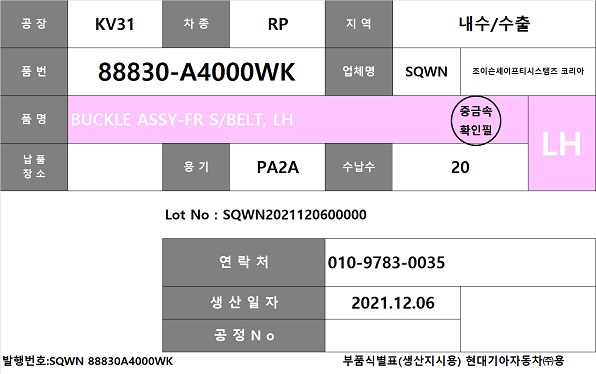 공 장 KV31 차 종 RP 지 역 내수/수출
품 번 88830-A4000WK 업체명 SQWN 조이슨세이프티시스템즈 코리아
품 명 BUCKLE ASSY-FR S/BELT, LH 중금속 LH
확인필
납 품 용 기 PA2A 수납수 20
장 소
Lot No : SQWN2021120600000
연 락 처 010-9783-0035
생 산 일 자 2021.12.06
공 정 N o
발행번호:SQWN 88830A4000WK 부품식별표(생산지시용) 현대기아자동차㈜용